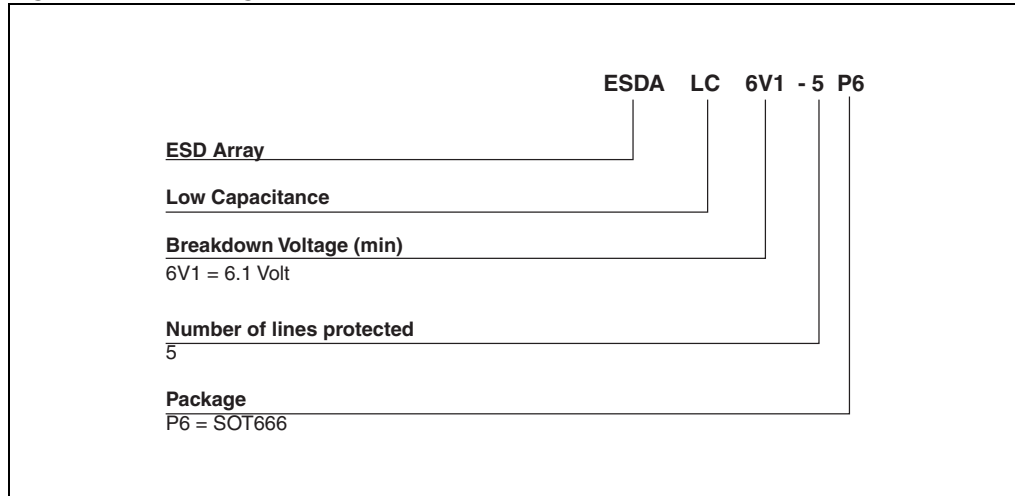 ESDA LC 6V1 - 5 P6
ESD Array
Low Capacitance
Breakdown Voltage (min)
6V1 = 6.1 Volt
Number of lines protected
5
Package
P6 = SOT666